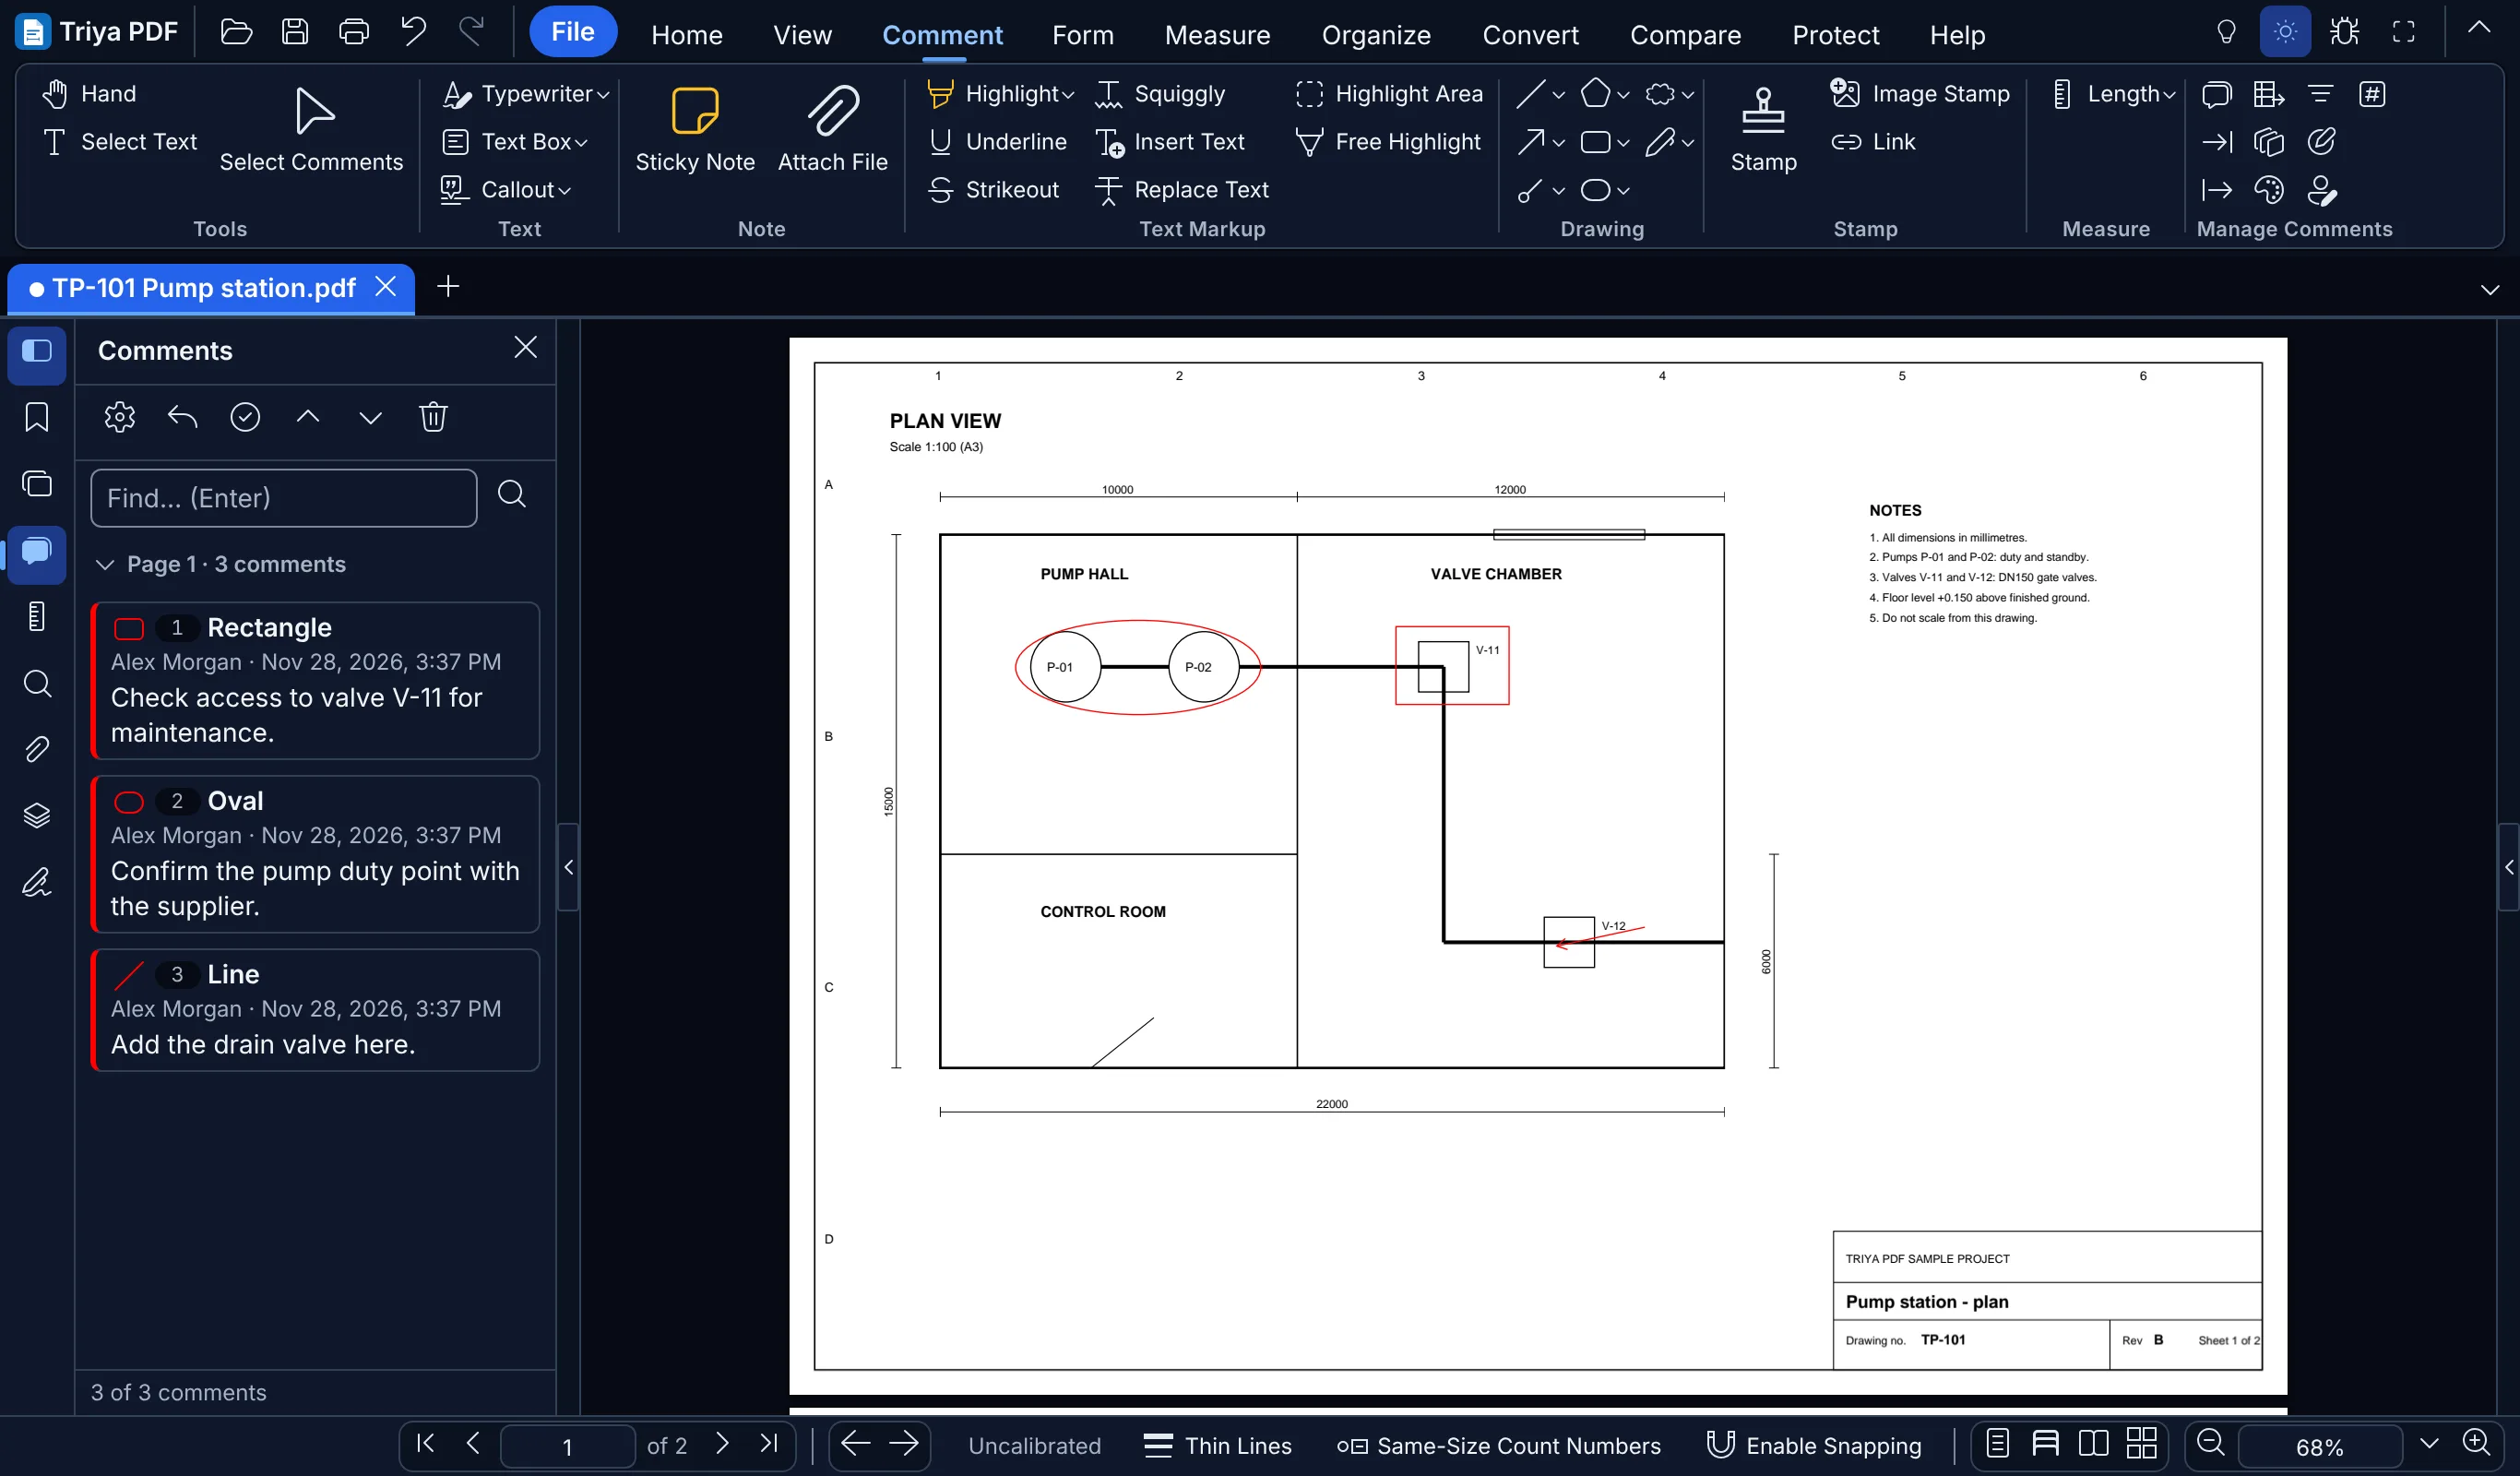 Triya PDF
File
Home
View
Comment
Form
Measure
Organize
Convert
Compare
Protect
Help
Hand
Select Text
Select Comments
Tools
Typewriter
Text Box
Callout
Text
Sticky Note
Attach File
Note
Highlight
Underline
Strikeout
Squiggly
Insert Text
Replace Text
Highlight Area
Free Highlight
Text Markup
Drawing
Stamp
Image Stamp
Link
Stamp
Length
Measure
Manage Comments
TP-101 Pump station.pdf
Comments
Find... (Enter)
Page 1 · 3 comments
1 Rectangle
Alex Morgan · Nov 28, 2026, 3:37 PM
Check access to valve V-11 for
maintenance.
2 Oval
Alex Morgan · Nov 28, 2026, 3:37 PM
Confirm the pump duty point with
the supplier.
3 Line
Alex Morgan · Nov 28, 2026, 3:37 PM
Add the drain valve here.
3 of 3 comments
1 2 3 4 5 6
PLAN VIEW
Scale 1:100 (A3)
A
B
C
D
10000
12000
15000
6000
22000
PUMP HALL
VALVE CHAMBER
P-01
P-02
V-11
CONTROL ROOM
V-12
NOTES
1. All dimensions in millimetres.
2. Pumps P-01 and P-02: duty and standby.
3. Valves V-11 and V-12: DN150 gate valves.
4. Floor level +0.150 above finished ground.
5. Do not scale from this drawing.
TRIYA PDF SAMPLE PROJECT
Pump station - plan
Drawing no. TP-101
Rev B
Sheet 1 of 2
1 of 2
Uncalibrated
Thin Lines
Same-Size Count Numbers
Enable Snapping
68%